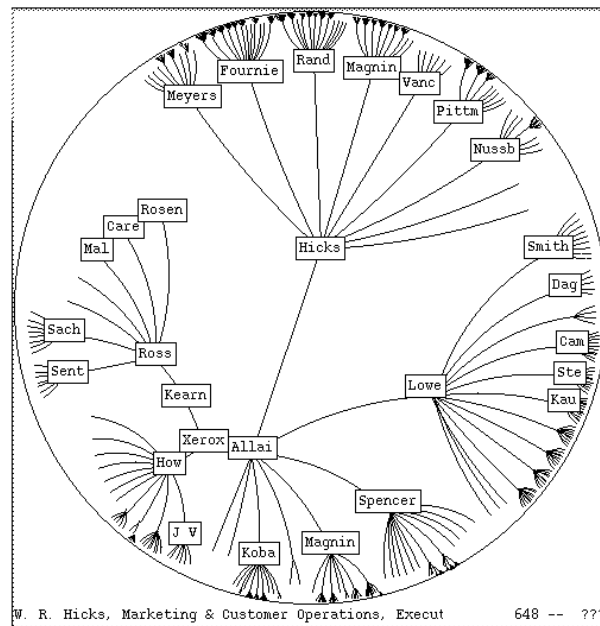 Rand
Fournie
Magnin
Vanc
Meyers
Pittm
Nussb
Rosen
Care
Mal
Hicks
Smith
Dag
Sach
Cam
Ross
Sent
Ste
Lowe
Kearn
Kau
Xerox
Allai
How
Spencer
J V
Magnin
Koba
W. R. Hicks, Marketing & Customer Operations, Execut 648 -- ???